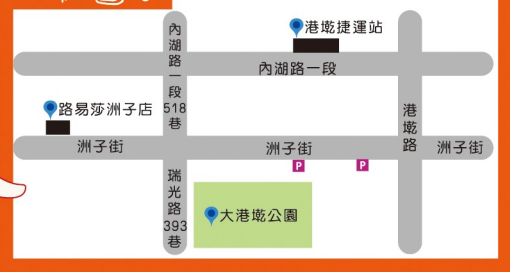 港墘捷運站
內湖路一段
內湖路一段518巷
路易莎洲子店
港墘路
洲子街
洲子街
洲子街
P
P
瑞光路393巷
大港墘公園